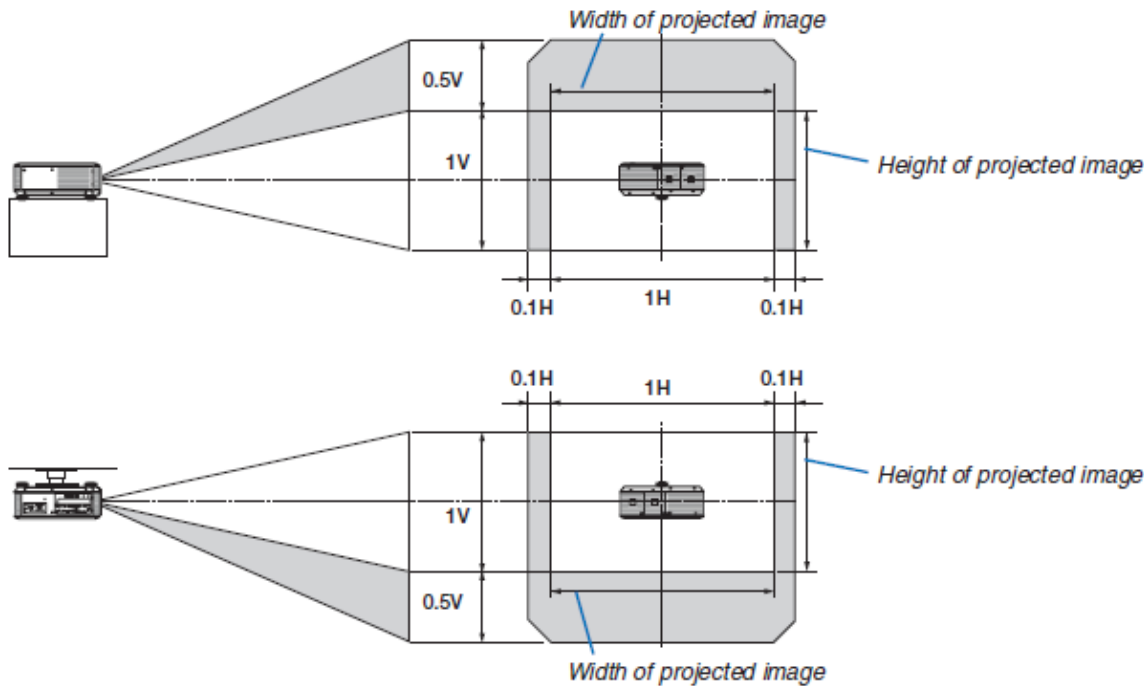 Width of projected image
0.5V
1V
Height of projected image
0.1H
1H
0.1H
0.1H
1H
0.1H
Height of projected image
1V
0.5V
Width of projected image